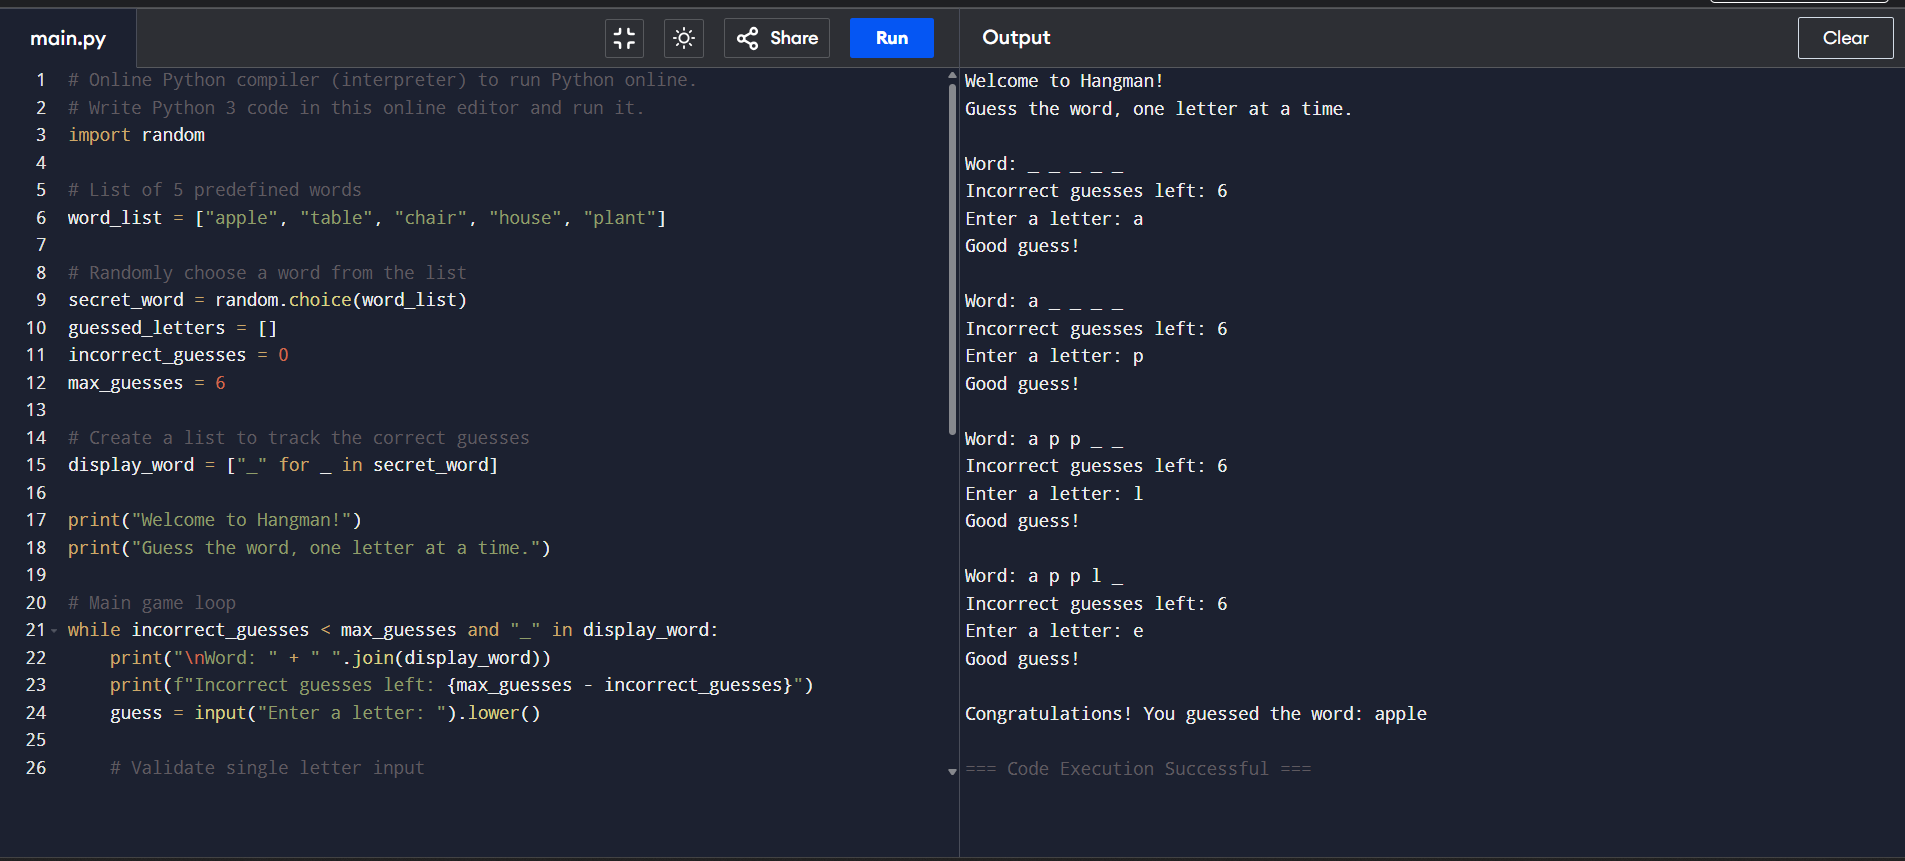 main.py
Share
Run
Output
Clear
1 # Online Python compiler (interpreter) to run Python online.
2 # Write Python 3 code in this online editor and run it.
3 import random
4
5 # List of 5 predefined words
6 word_list = ["apple", "table", "chair", "house", "plant"]
7
8 # Randomly choose a word from the list
9 secret_word = random.choice(word_list)
10 guessed_letters = []
11 incorrect_guesses = 0
12 max_guesses = 6
13
14 # Create a list to track the correct guesses
15 display_word = ["_" for _ in secret_word]
16
17 print("Welcome to Hangman!")
18 print("Guess the word, one letter at a time.")
19
20 # Main game loop
21 while incorrect_guesses < max_guesses and "_" in display_word:
22     print("\nWord: " + " ".join(display_word))
23     print(f"Incorrect guesses left: {max_guesses - incorrect_guesses}")
24     guess = input("Enter a letter: ").lower()
25
26     # Validate single letter input
Welcome to Hangman!
Guess the word, one letter at a time.

Word: _ _ _ _ _
Incorrect guesses left: 6
Enter a letter: a
Good guess!

Word: a _ _ _ _
Incorrect guesses left: 6
Enter a letter: p
Good guess!

Word: a p p _ _
Incorrect guesses left: 6
Enter a letter: l
Good guess!

Word: a p p l _
Incorrect guesses left: 6
Enter a letter: e
Good guess!

Congratulations! You guessed the word: apple

=== Code Execution Successful ===